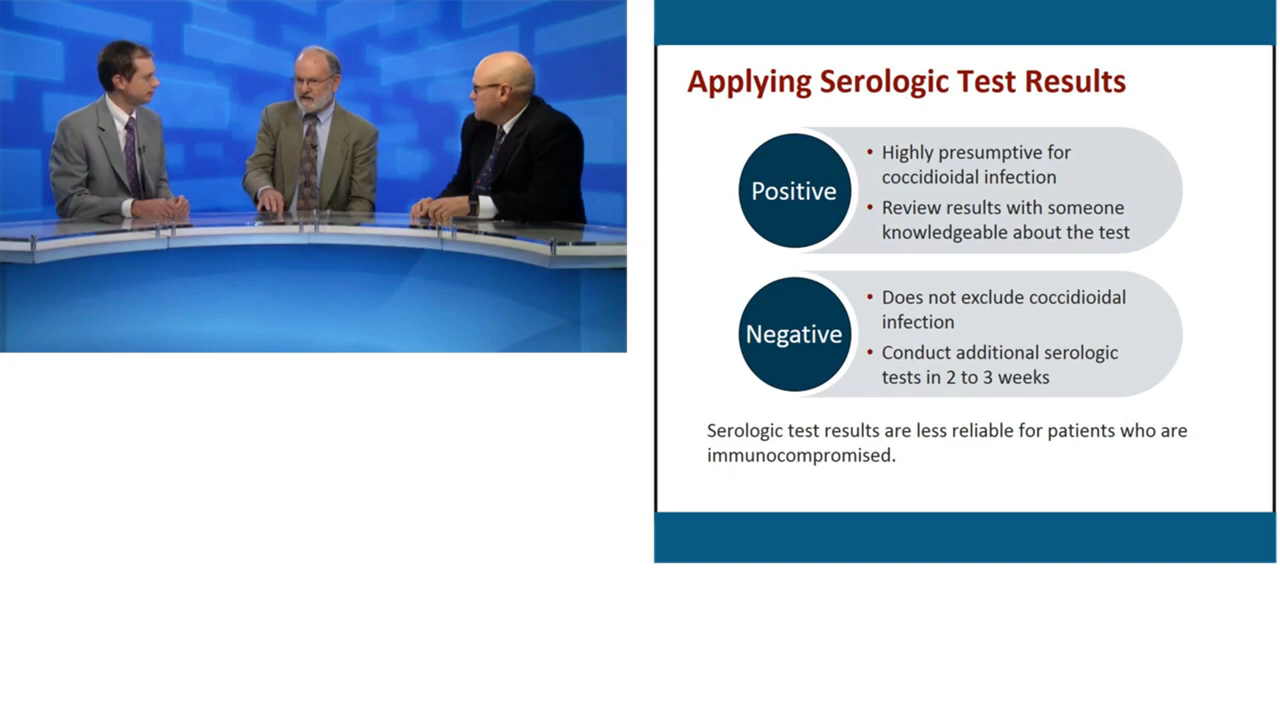 Applying Serologic Test Results
Positive
• Highly presumptive for
coccidioidal infection
• Review results with someone
knowledgeable about the test
Negative
• Does not exclude coccidioidal
infection
• Conduct additional serologic
tests in 2 to 3 weeks
Serologic test results are less reliable for patients who are
immunocompromised.